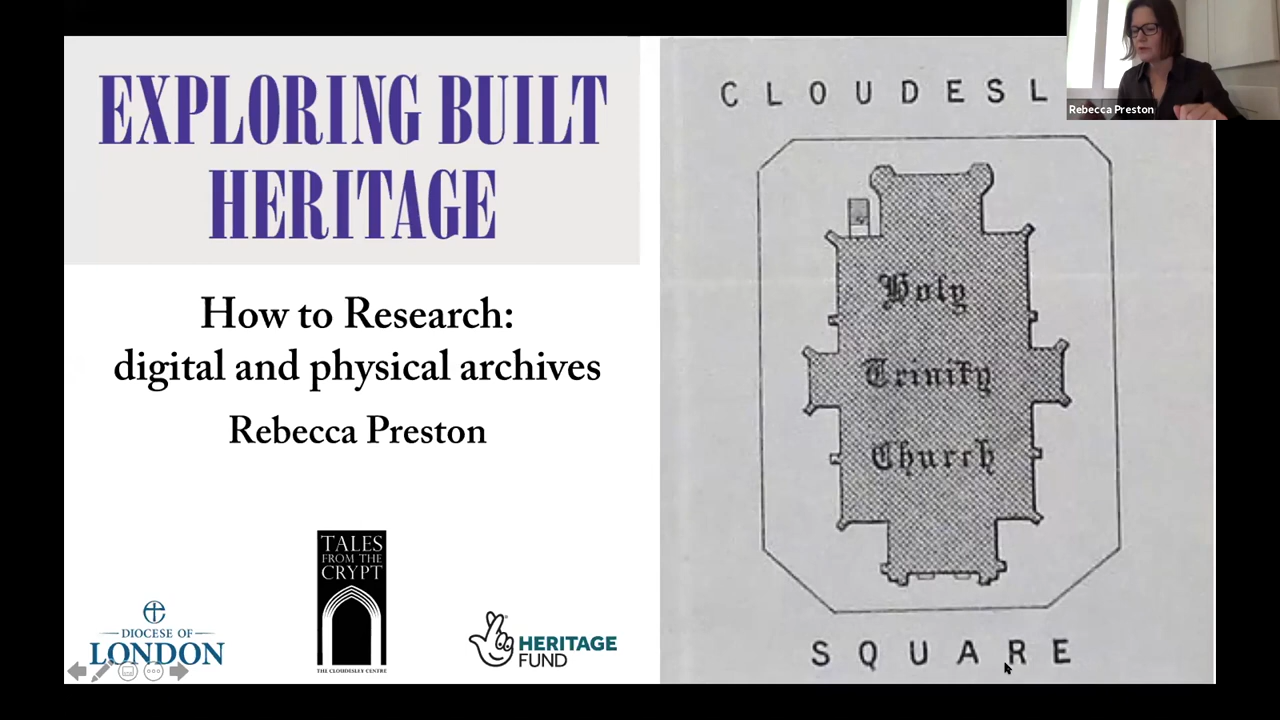 EXPLORING BUILT
HERITAGE
How to Research:
digital and physical archives
Rebecca Preston
TALES
FROM THE
CRYPT
THE CLOUDESLEY CENTRE
DIOCESE OF
LONDON
HERITAGE
FUND
CLOUDESL
Holy
Trinity
Church
SQUARE
Rebecca Preston